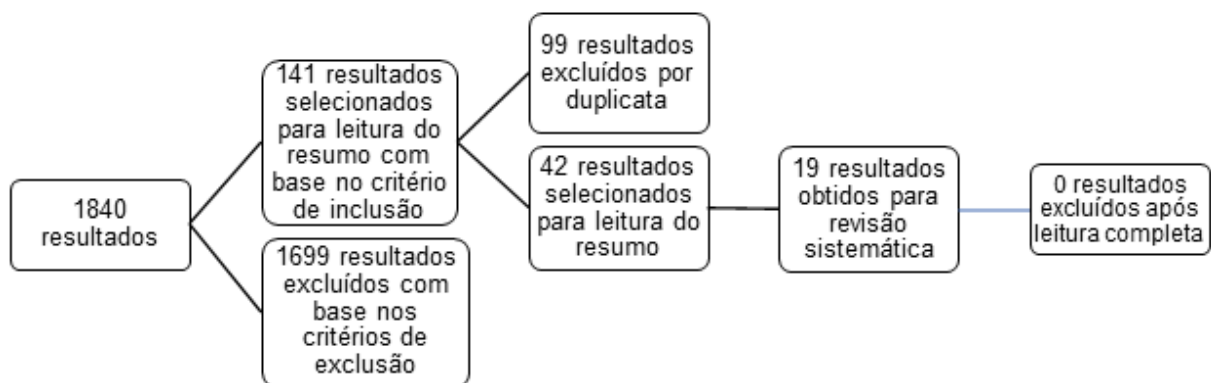 1840
resultados
141 resultados
selecionados
para leitura do
resumo com
base no critério
de inclusão
1699 resultados
excluídos com
base nos
critérios de
exclusão
99 resultados
excluídos por
duplicata
42 resultados
selecionados
para leitura do
resumo
19 resultados
obtidos para
revisão
sistemática
0 resultados
excluídos após
leitura completa